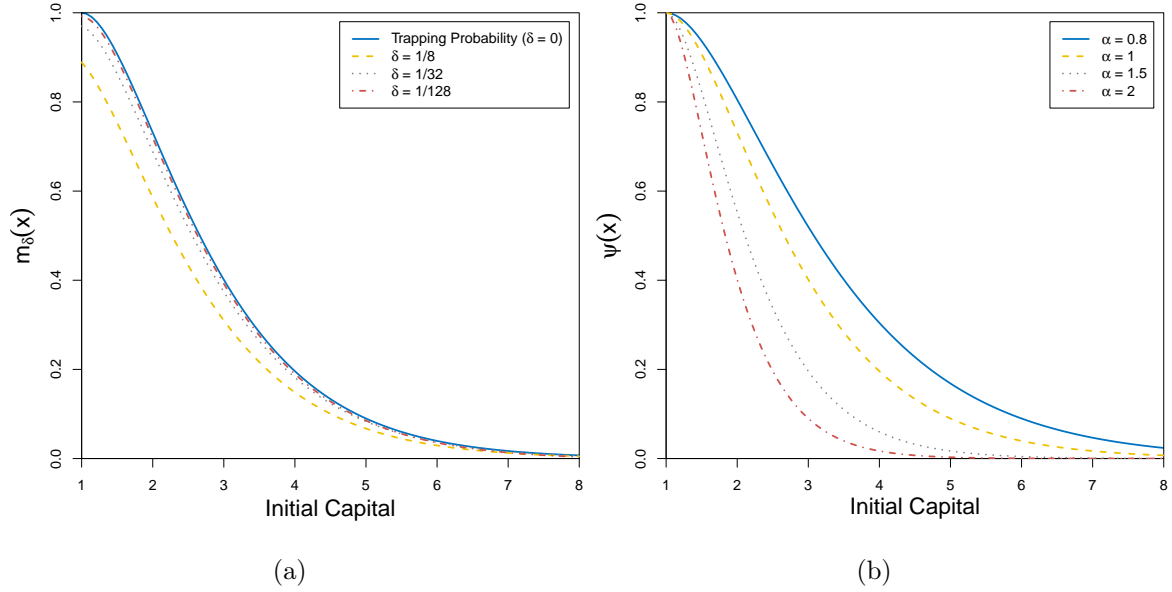 Trapping Probability (δ = 0)
δ = 1/8
δ = 1/32
δ = 1/128
m_δ(x)
0.0
0.2
0.4
0.6
0.8
1.0
1 2 3 4 5 6 7 8
Initial Capital
(a)
α = 0.8
α = 1
α = 1.5
α = 2
ψ(x)
0.0
0.2
0.4
0.6
0.8
1.0
1 2 3 4 5 6 7 8
Initial Capital
(b)